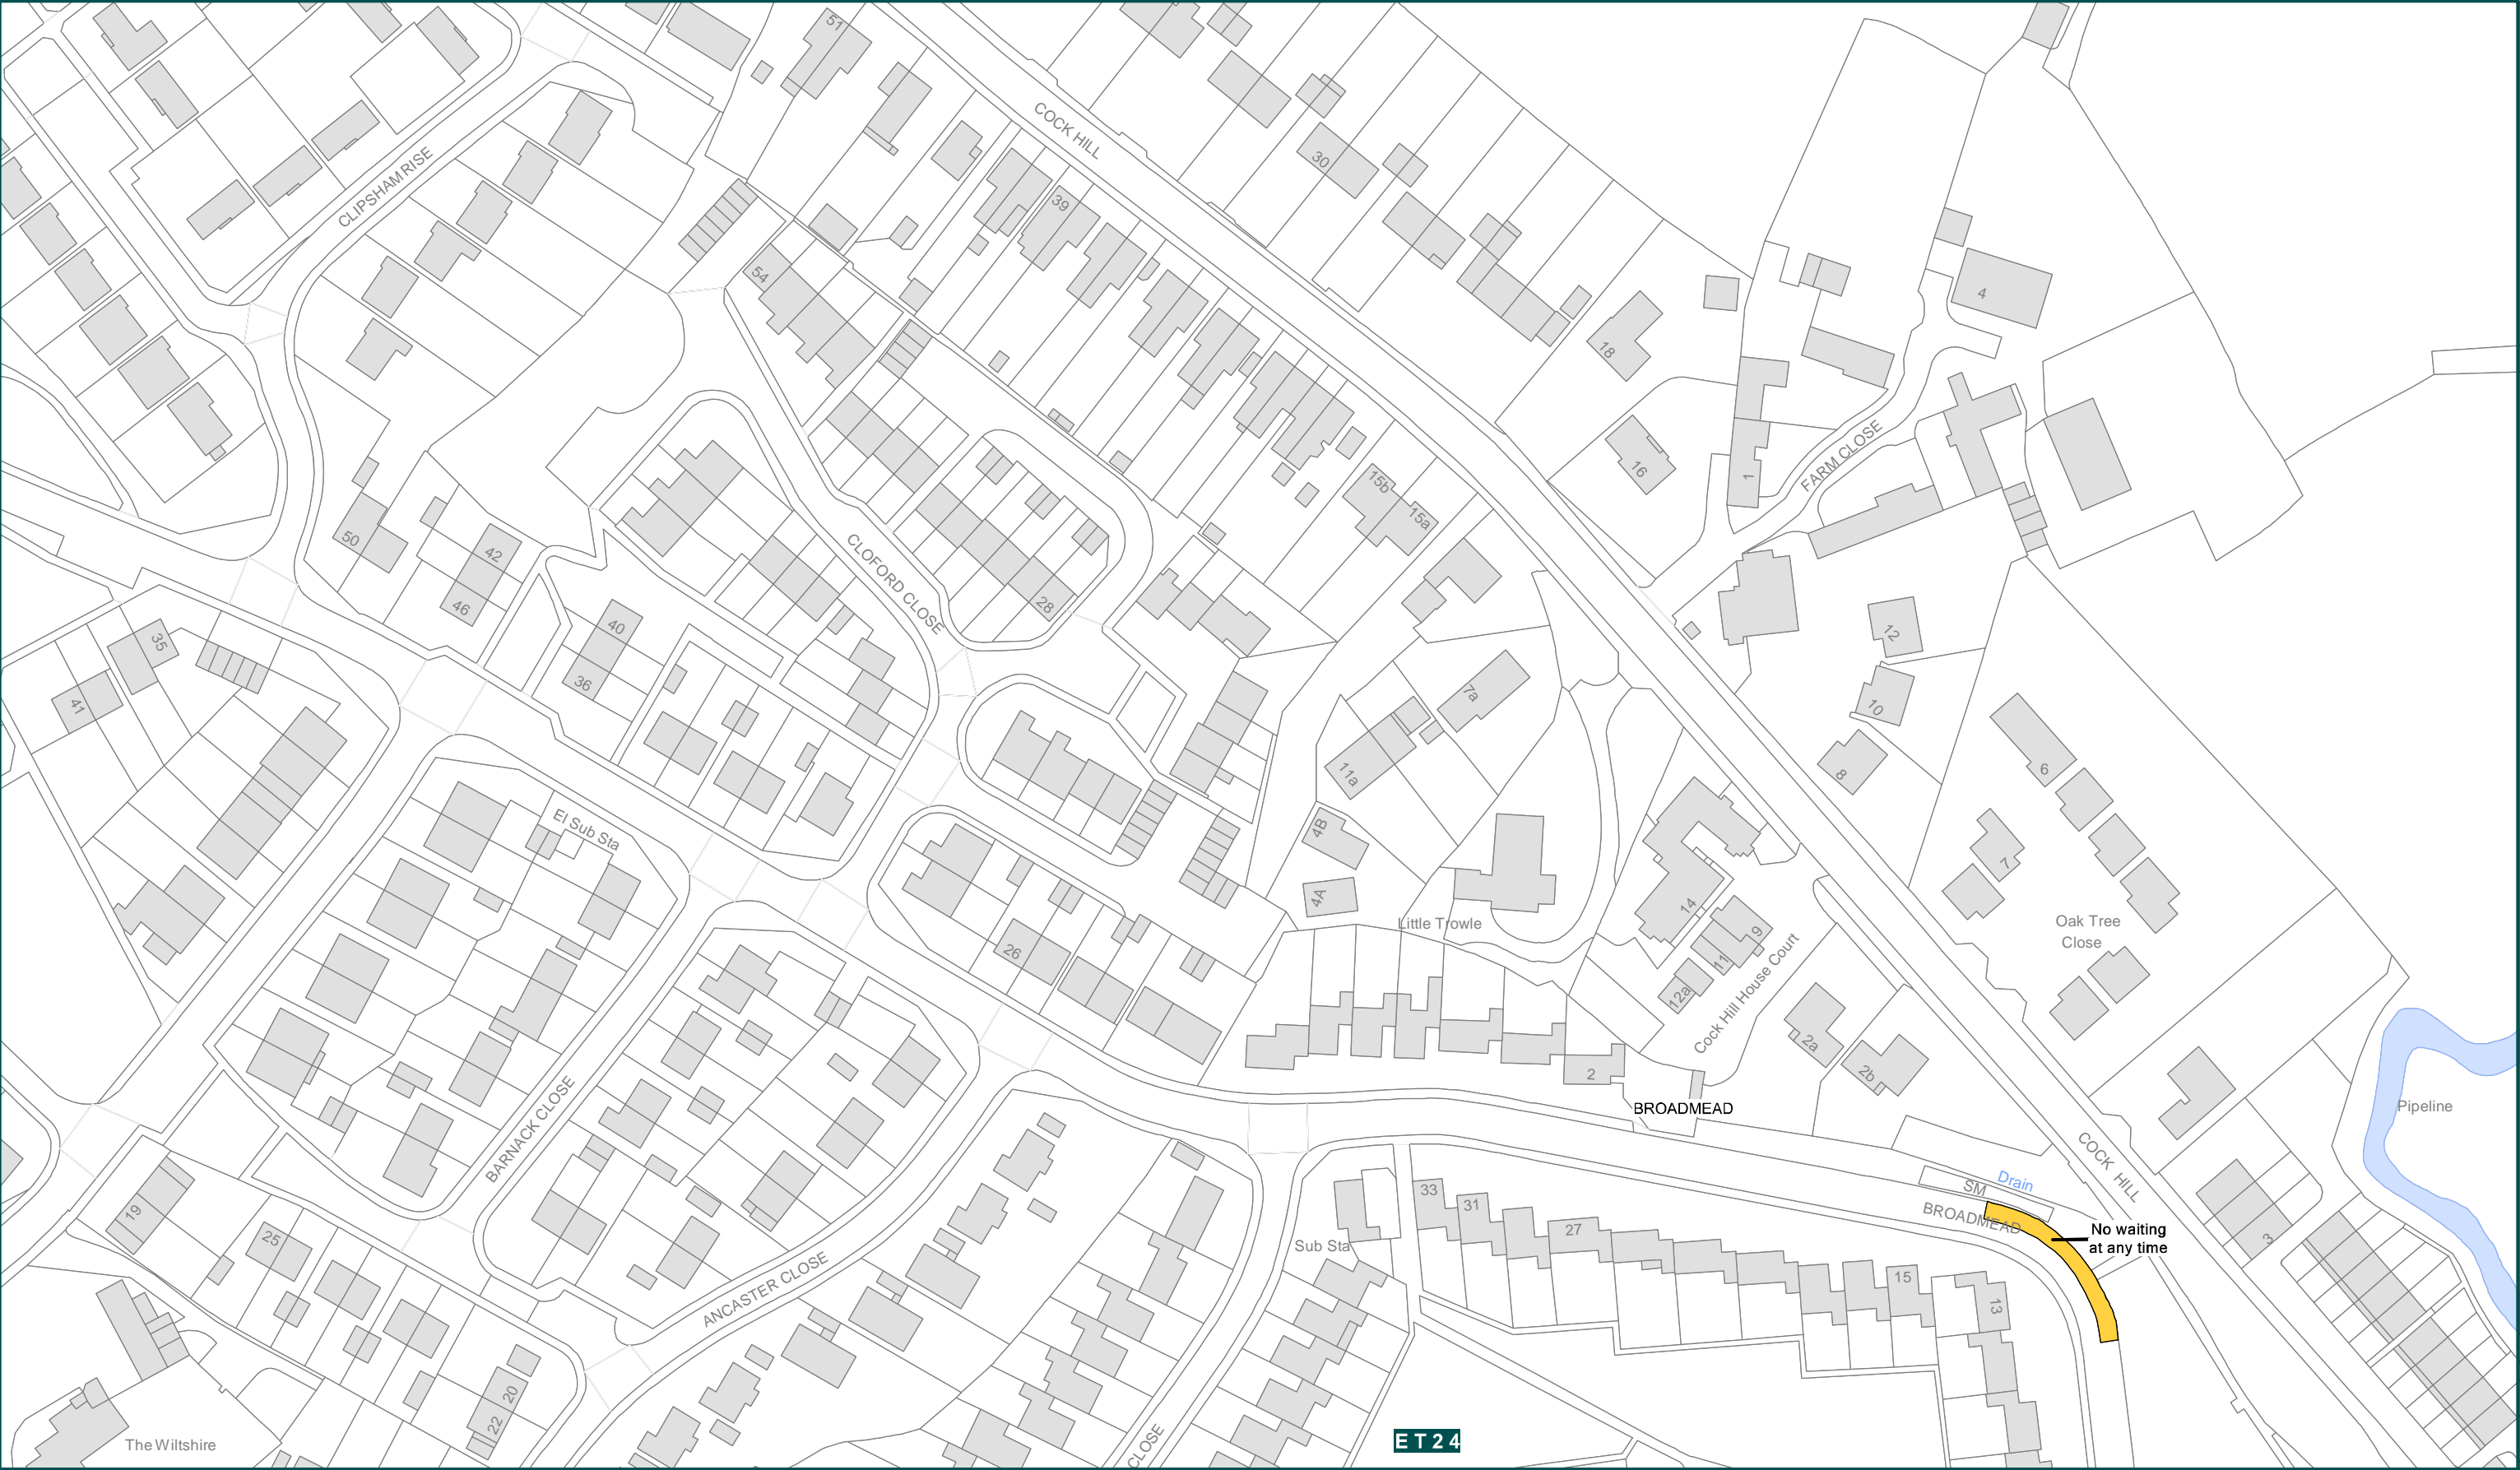 51
COCK HILL
30
CLIPSHAM RISE
39
54
4
18
16
1
FARM CLOSE
15b
15a
50
42
46
CLOFORD CLOSE
28
12
40
36
35
41
7a
10
11a
8
6
El Sub Sta
4B
7
4A
14
Little Trowle
9
11
12a
Cock Hill House Court
Oak Tree
Close
26
2a
2b
2
BROADMEAD
Pipeline
BARNACK CLOSE
COCK HILL
Drain
SM
BROADMEAD
No waiting
at any time
33
31
27
Sub Sta
3
19
25
15
13
ANCASTER CLOSE
20
22
The Wiltshire
CLOSE
ET24